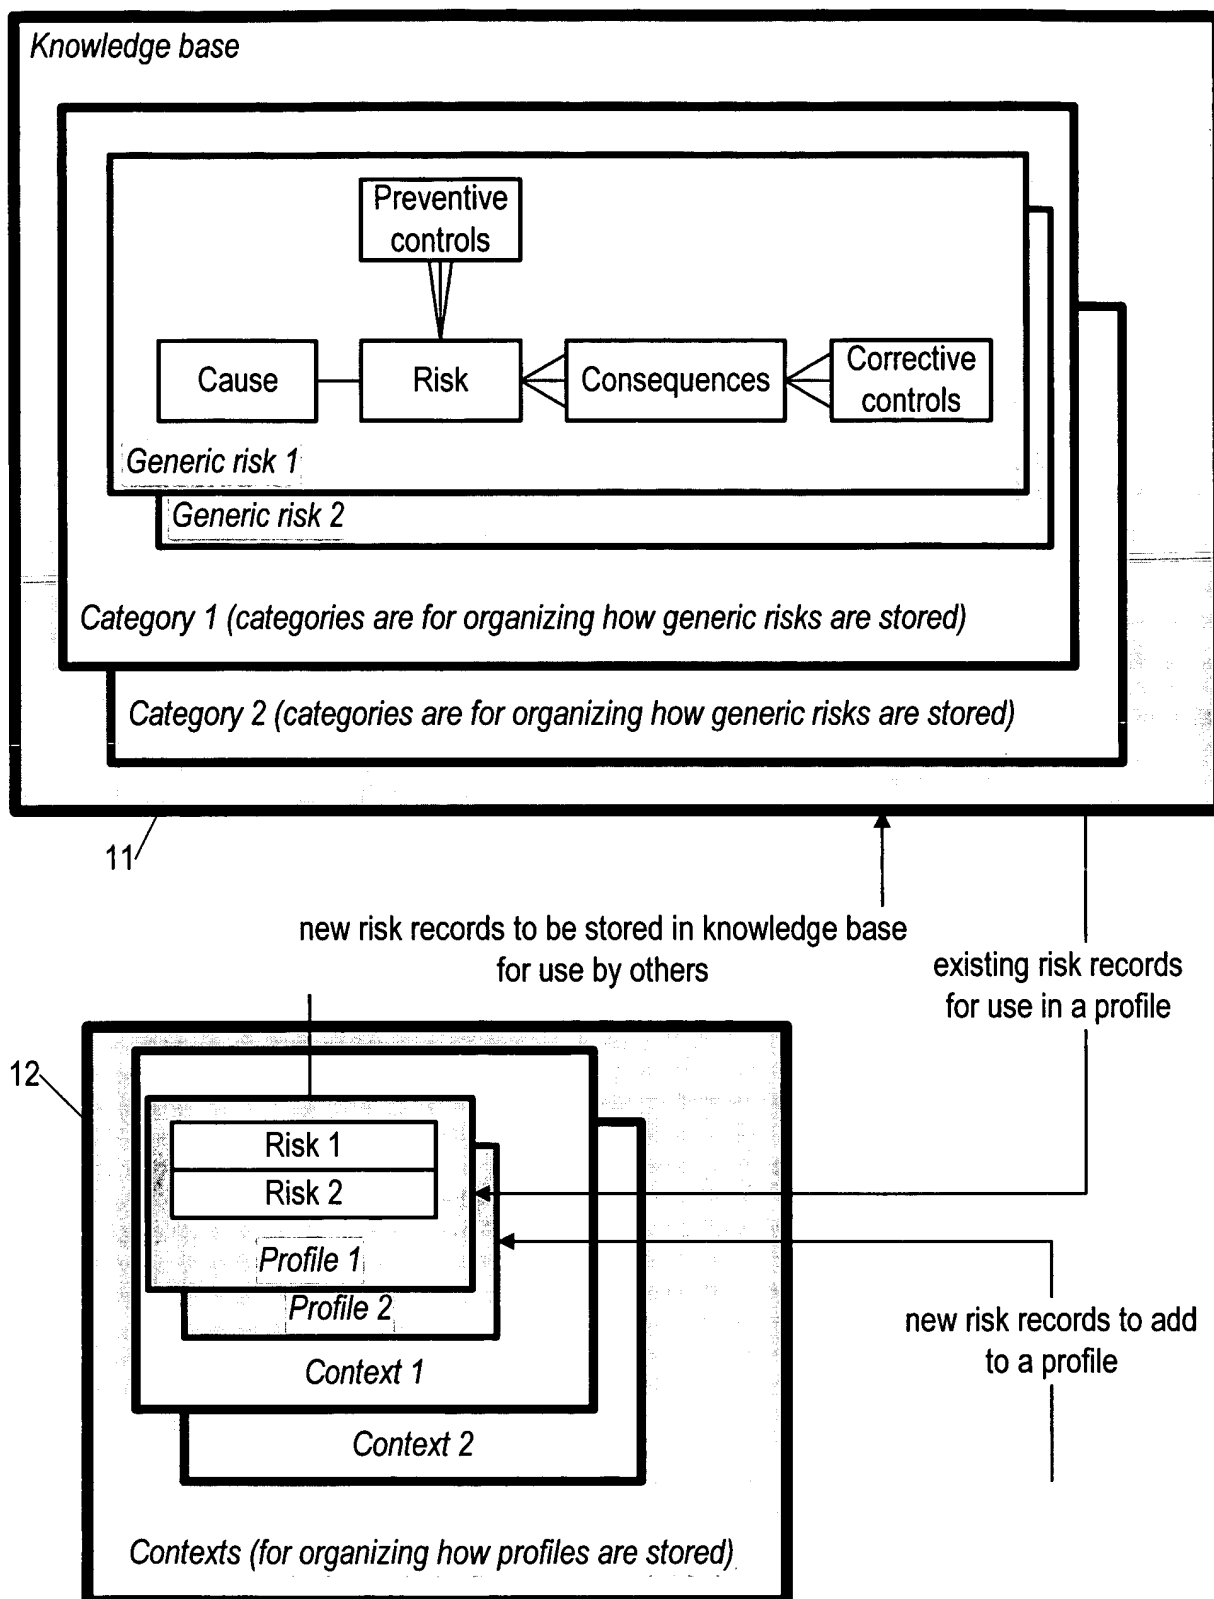 Knowledge base
Preventive
controls
Cause
Risk
Consequences
Corrective
controls
Generic risk 1
Generic risk 2
Category 1 (categories are for organizing how generic risks are stored)
Category 2 (categories are for organizing how generic risks are stored)
11
new risk records to be stored in knowledge base
for use by others
existing risk records
for use in a profile
12
Risk 1
Risk 2
Profile 1
Profile 2
Context 1
Context 2
new risk records to add
to a profile
Contexts (for organizing how profiles are stored)